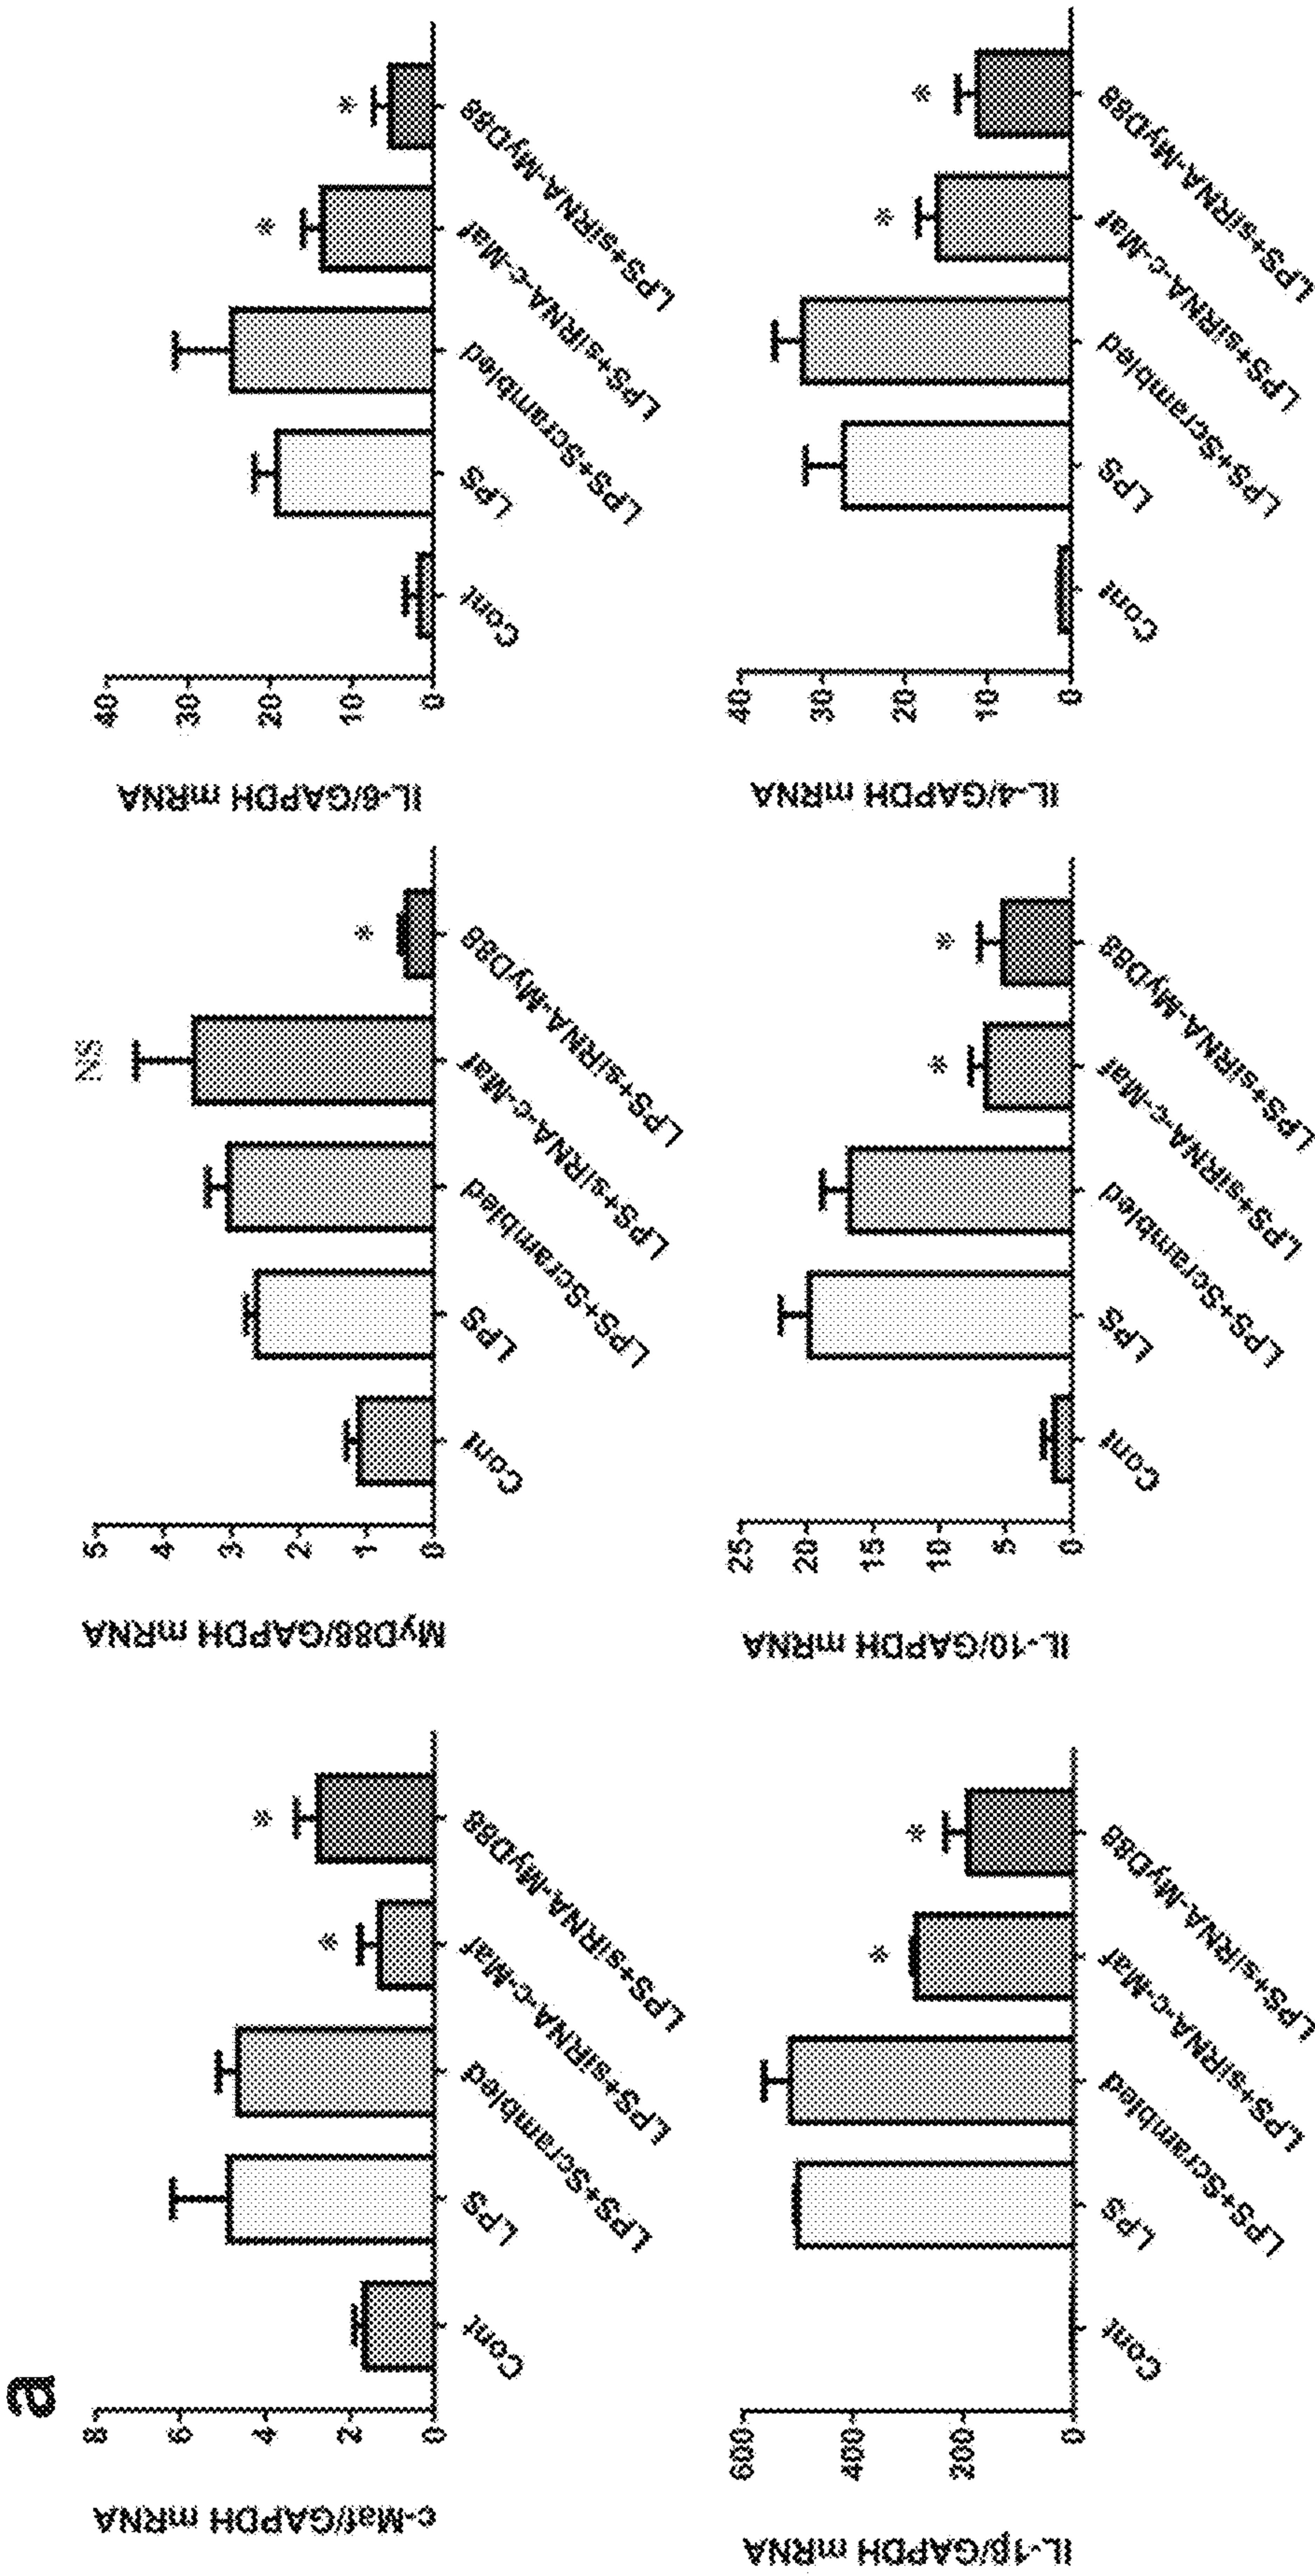 a
c-Maf/GAPDH mRNA
8
6
4
2
0
*
*
Cont
LPS
LPS+Scrambled
LPS+siRNA-c-Maf
LPS+siRNA-MyD88
MyD88/GAPDH mRNA
5
4
3
2
1
0
NS
*
Cont
LPS
LPS+Scrambled
LPS+siRNA-c-Maf
LPS+siRNA-MyD88
IL-6/GAPDH mRNA
40
30
20
10
0
*
*
Cont
LPS
LPS+Scrambled
LPS+siRNA-c-Maf
LPS+siRNA-MyD88
IL-1β/GAPDH mRNA
600
400
200
0
*
*
Cont
LPS
LPS+Scrambled
LPS+siRNA-c-Maf
LPS+siRNA-MyD88
IL-10/GAPDH mRNA
25
20
15
10
5
0
*
*
Cont
LPS
LPS+Scrambled
LPS+siRNA-c-Maf
LPS+siRNA-MyD88
IL-4/GAPDH mRNA
40
30
20
10
0
*
*
Cont
LPS
LPS+Scrambled
LPS+siRNA-c-Maf
LPS+siRNA-MyD88